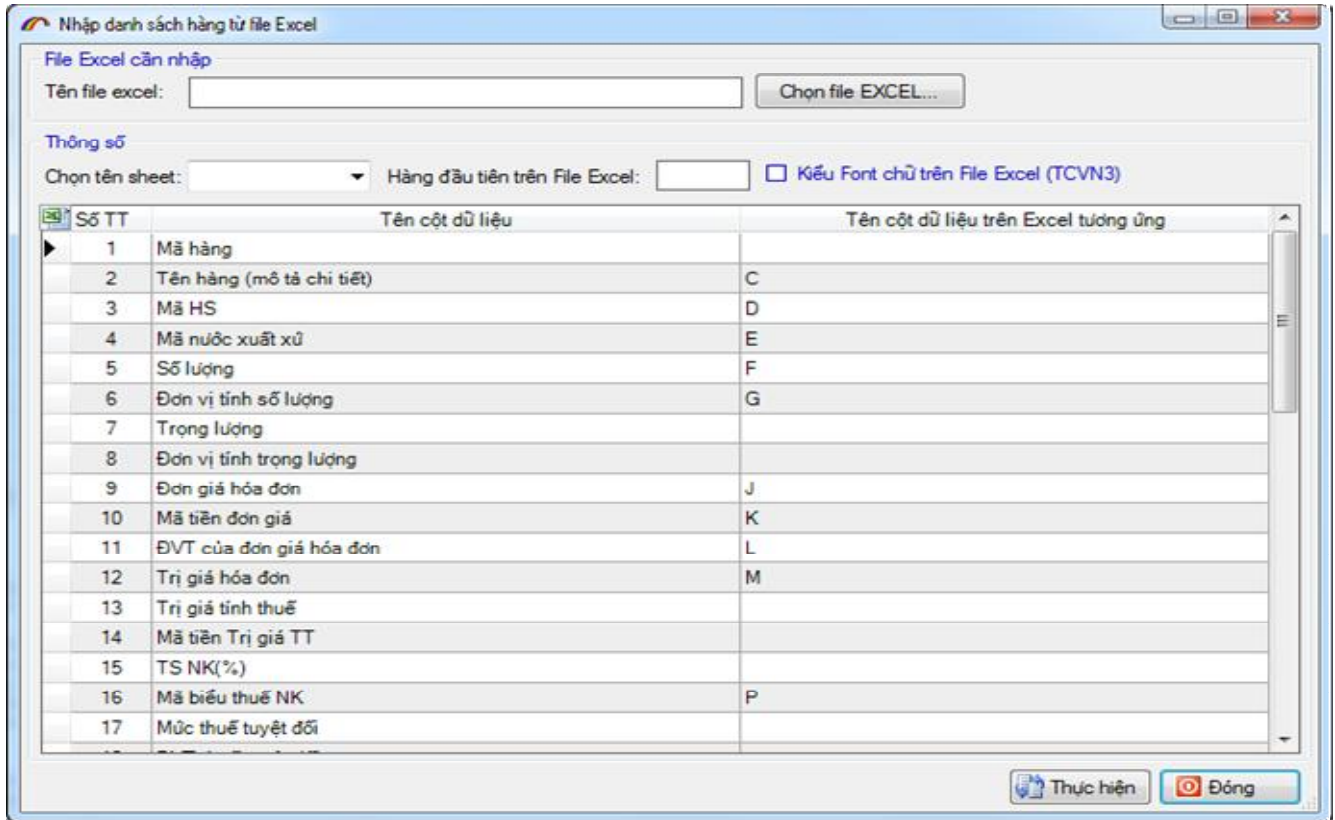 Nhập danh sách hàng từ file Excel
File Excel cần nhập
Tên file excel: Chọn file EXCEL...
Thông số
Chọn tên sheet: Hàng đầu tiên trên File Excel: Kiểu Font chữ trên File Excel (TCVN3)
Số TT Tên cột dữ liệu Tên cột dữ liệu trên Excel tương ứng
1 Mã hàng
2 Tên hàng (mô tả chi tiết) C
3 Mã HS D
4 Mã nước xuất xứ E
5 Số lượng F
6 Đơn vị tính số lượng G
7 Trọng lượng
8 Đơn vị tính trọng lượng
9 Đơn giá hóa đơn J
10 Mã tiền đơn giá K
11 ĐVT của đơn giá hóa đơn L
12 Trị giá hóa đơn M
13 Trị giá tính thuế
14 Mã tiền Trị giá TT
15 TS NK(%)
16 Mã biểu thuế NK P
17 Mức thuế tuyệt đối
Thực hiện Đóng